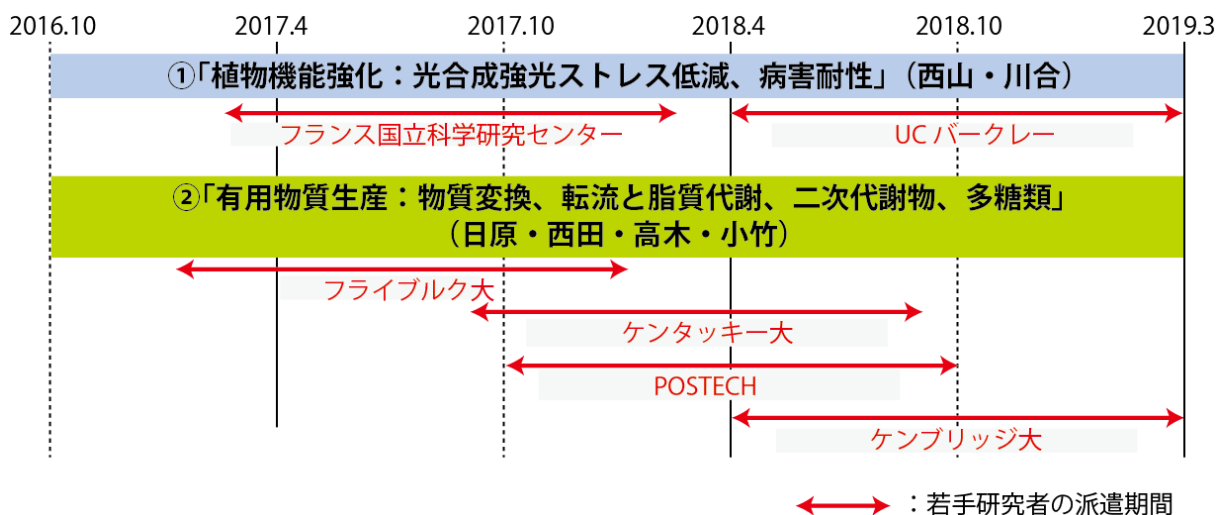 2016.10 2017.4 2017.10 2018.4 2018.10 2019.3
①「植物機能強化：光合成強光ストレス低減、病害耐性」（西山・川合）
フランス国立科学研究センター UC バークレー
②「有用物質生産：物質変換、転流と脂質代謝、二次代謝物、多糖類」
（日原・西田・高木・小竹）
フライブルク大
ケンタッキー大
POSTECH
ケンブリッジ大
：若手研究者の派遣期間